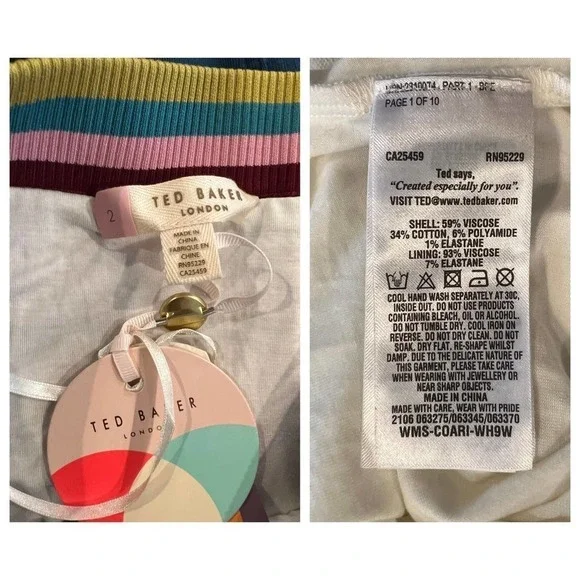 2
TED BAKER
LONDON
MADE IN
CHINA
FABRIQUE EN
CHINE
RN95229
CA25459
TED BAKER
LONDON
PART 1
PAGE 1 OF 10
CA25459 RN95229
Ted says,
"Created especially for you".
VISIT TED@www.tedbaker.com
SHELL: 59% VISCOSE
34% COTTON, 6% POLYAMIDE
1% ELASTANE
LINING: 93% VISCOSE
7% ELASTANE
COOL HAND WASH SEPARATELY AT 30C,
INSIDE OUT. DO NOT USE PRODUCTS
CONTAINING BLEACH, OIL OR ALCOHOL.
DO NOT TUMBLE DRY. COOL IRON ON
REVERSE. DO NOT DRY CLEAN. DO NOT
SOAK. DRY FLAT. RE-SHAPE WHILST
DAMP. DUE TO THE DELICATE NATURE OF
THIS GARMENT, PLEASE TAKE CARE
WHEN WEARING WITH JEWELLERY OR
NEAR SHARP OBJECTS.
MADE IN CHINA
MADE WITH CARE, WEAR WITH PRIDE
2106 063275/063345/063370
WMS-COARI-WH9W